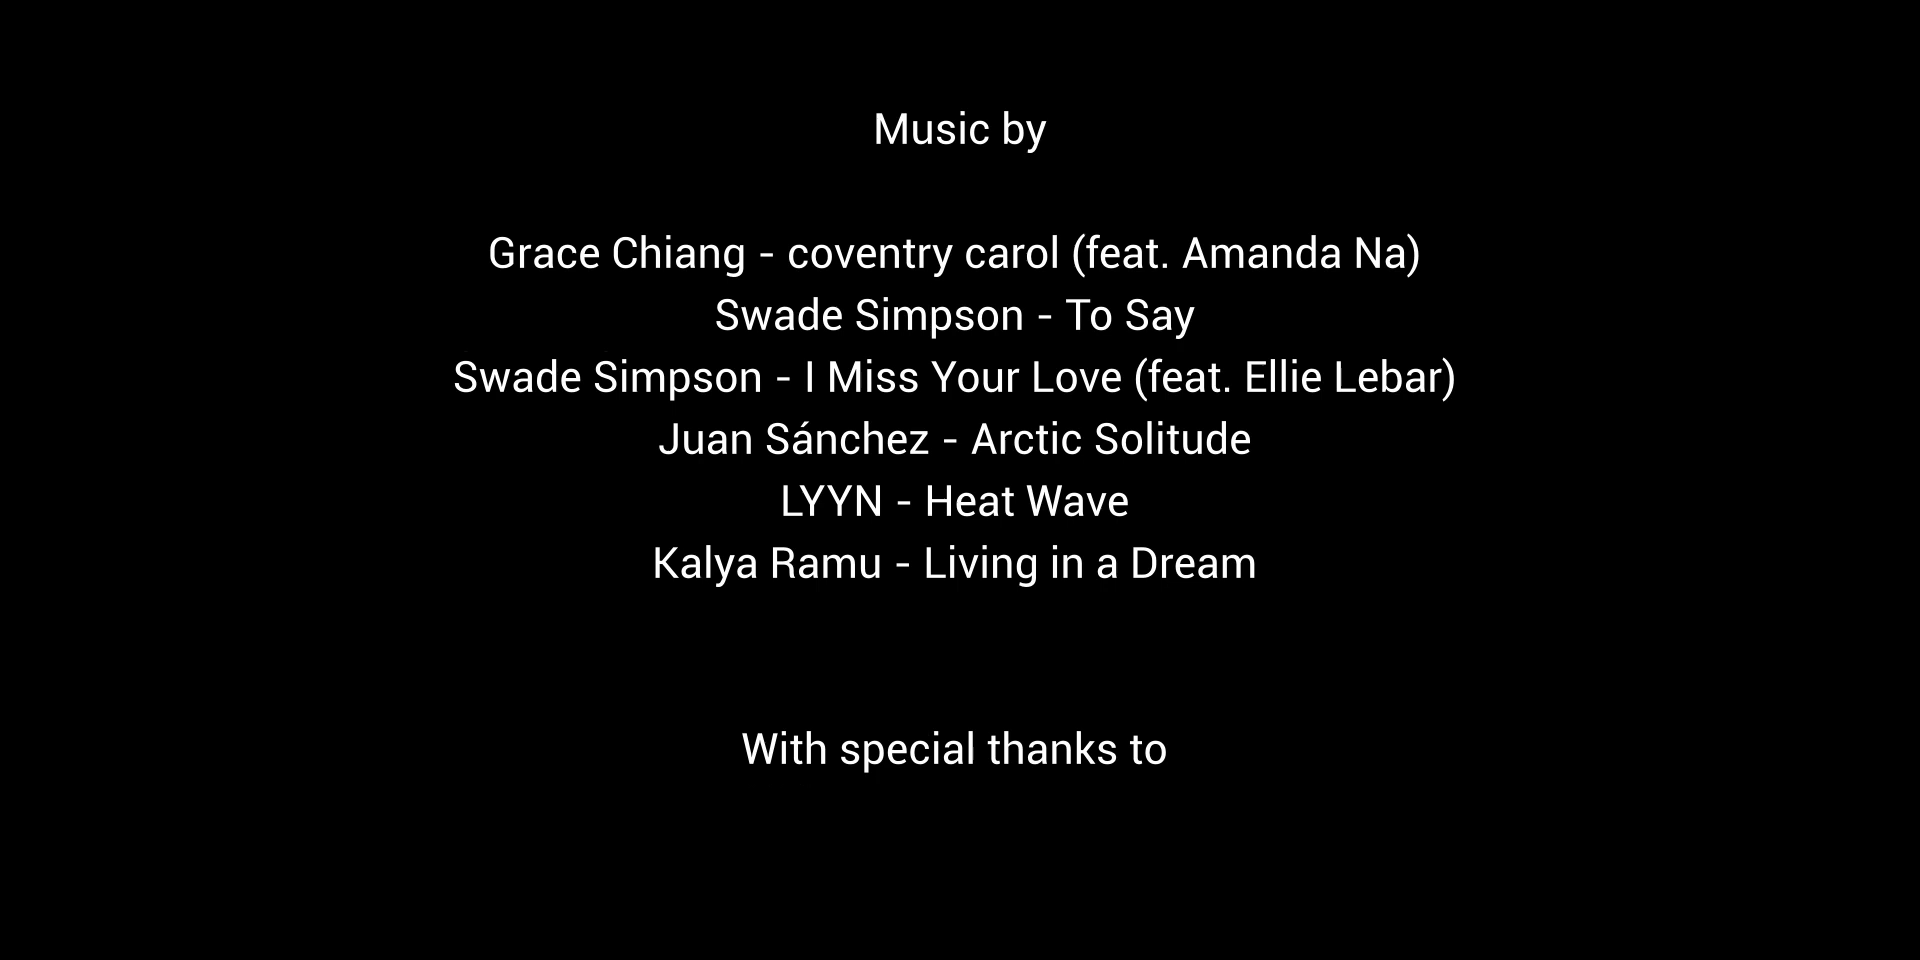 Music by
Grace Chiang - coventry carol (feat. Amanda Na)
Swade Simpson - To Say
Swade Simpson - I Miss Your Love (feat. Ellie Lebar)
Juan Sánchez - Arctic Solitude
LYYN - Heat Wave
Kalya Ramu - Living in a Dream
With special thanks to